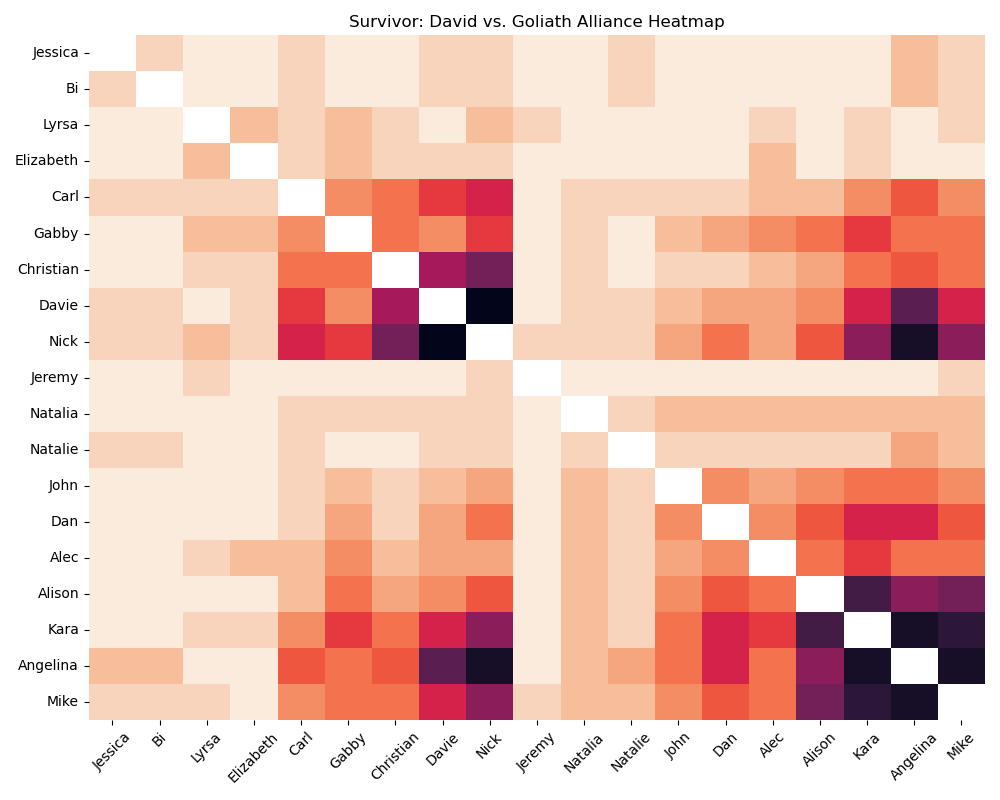 Survivor: David vs. Goliath Alliance Heatmap
Jessica
Bi
Lyrsa
Elizabeth
Carl
Gabby
Christian
Davie
Nick
Jeremy
Natalia
Natalie
John
Dan
Alec
Alison
Kara
Angelina
Mike
Jessica
Bi
Lyrsa
Elizabeth
Carl
Gabby
Christian
Davie
Nick
Jeremy
Natalia
Natalie
John
Dan
Alec
Alison
Kara
Angelina
Mike